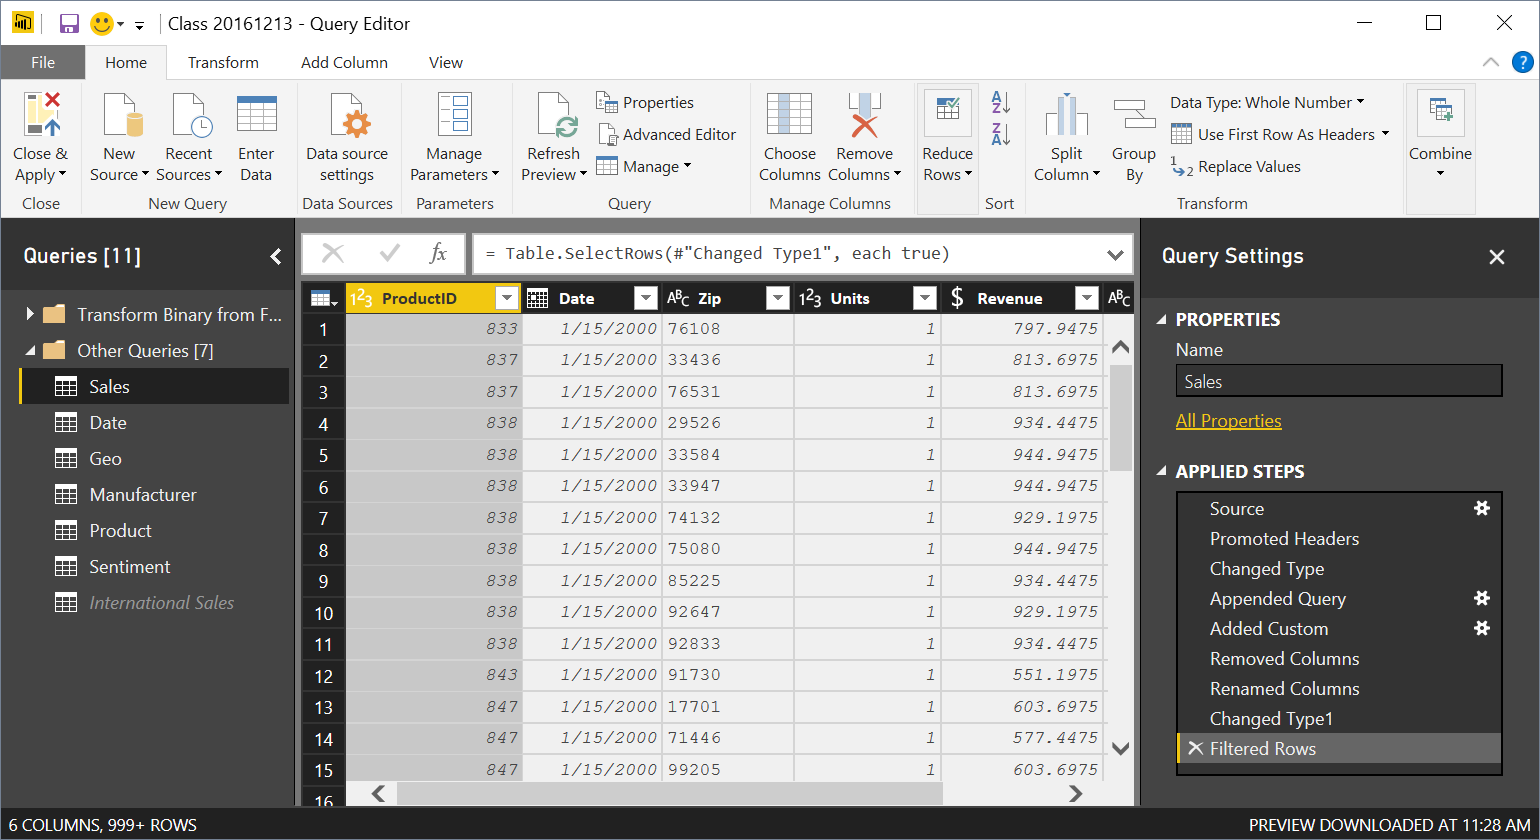 Class 20161213 - Query Editor
File Home Transform Add Column View
Close & Apply
New Source
Recent Sources
Enter Data
Data source settings
Manage Parameters
Refresh Preview
Properties
Advanced Editor
Manage
Choose Columns
Remove Columns
Reduce Rows
A Z
Z A
Split Column
Group By
Data Type: Whole Number
Use First Row As Headers
1 2 Replace Values
Combine
Close New Query Data Sources Parameters Query Manage Columns Sort Transform
Queries [11]
Transform Binary from F...
Other Queries [7]
Sales
Date
Geo
Manufacturer
Product
Sentiment
International Sales
fx = Table.SelectRows(#"Changed Type1", each true)
123 ProductID Date ABC Zip 123 Units $ Revenue ABC
1 833 1/15/2000 76108 1 797.9475
2 837 1/15/2000 33436 1 813.6975
3 837 1/15/2000 76531 1 813.6975
4 838 1/15/2000 29526 1 934.4475
5 838 1/15/2000 33584 1 944.9475
6 838 1/15/2000 33947 1 944.9475
7 838 1/15/2000 74132 1 929.1975
8 838 1/15/2000 75080 1 944.9475
9 838 1/15/2000 85225 1 934.4475
10 838 1/15/2000 92647 1 929.1975
11 838 1/15/2000 92833 1 934.4475
12 843 1/15/2000 91730 1 551.1975
13 847 1/15/2000 17701 1 603.6975
14 847 1/15/2000 71446 1 577.4475
15 847 1/15/2000 99205 1 603.6975
16
Query Settings
PROPERTIES
Name
Sales
All Properties
APPLIED STEPS
Source
Promoted Headers
Changed Type
Appended Query
Added Custom
Removed Columns
Renamed Columns
Changed Type1
Filtered Rows
6 COLUMNS, 999+ ROWS
PREVIEW DOWNLOADED AT 11:28 AM